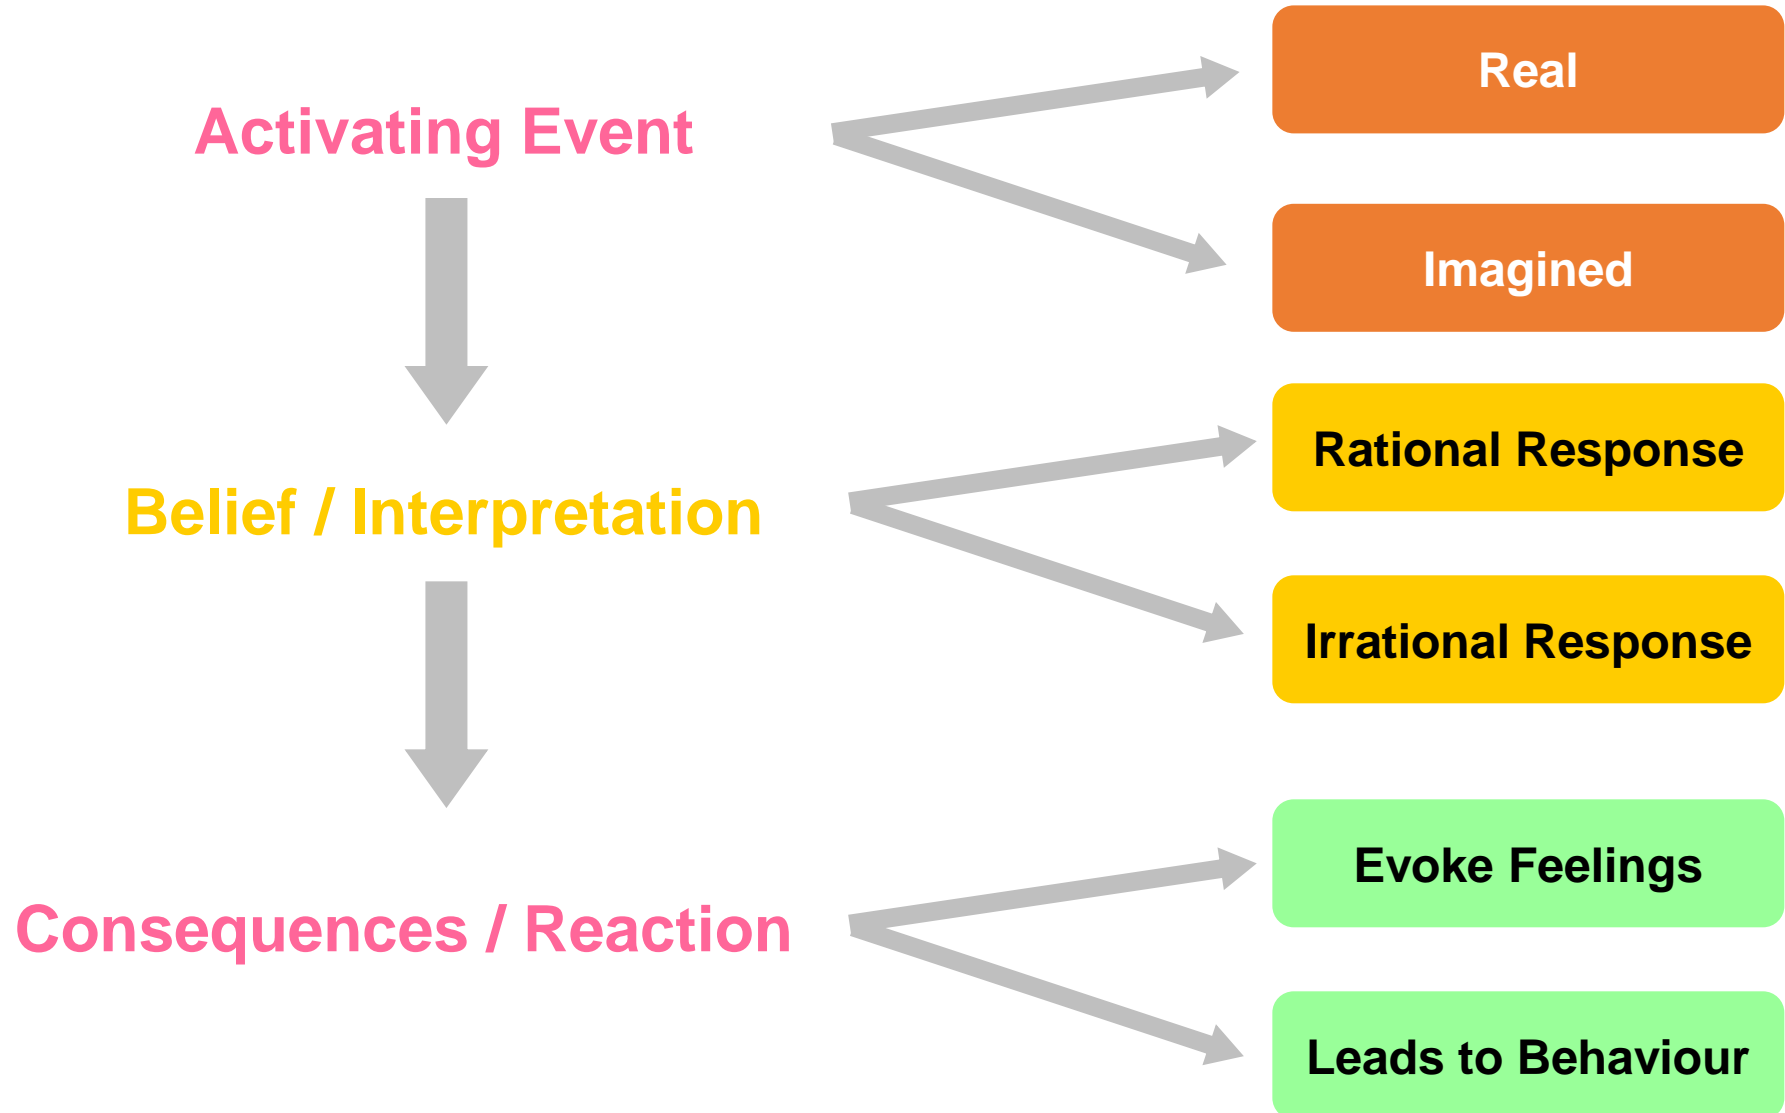 Activating Event
Real
Imagined
Belief / Interpretation
Rational Response
Irrational Response
Consequences / Reaction
Evoke Feelings
Leads to Behaviour